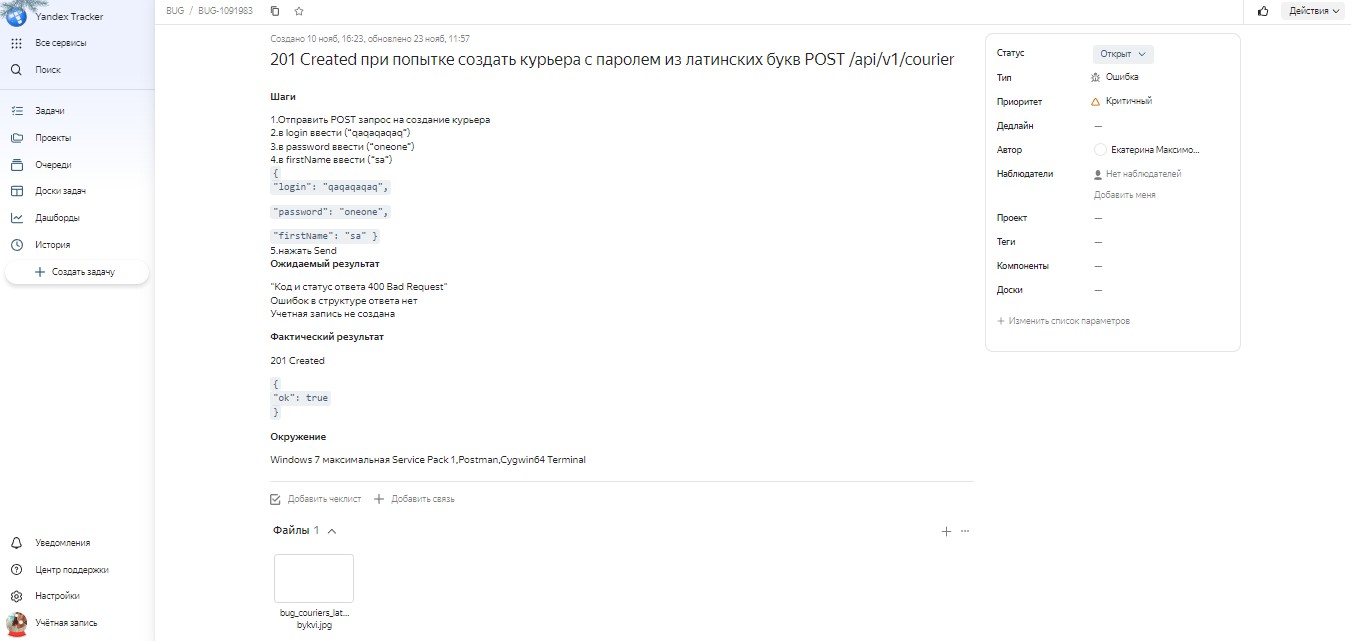 Yandex Tracker
Все сервисы
Поиск
Задачи
Проекты
Очереди
Доски задач
Дашборды
История
Создать задачу
Уведомления
Центр поддержки
Настройки
Учётная запись
BUG / BUG-1091983
Действия
Создано 10 нояб, 16:23, обновлено 23 нояб, 11:57
201 Created при попытке создать курьера с паролем из латинских букв POST /api/v1/courier
Шаги
1.Отправить POST запрос на создание курьера
2.в login ввести ("qaqaqaqaq")
3.в password ввести ("oneone")
4.в firstName ввести ("sa")
{
"login": "qaqaqaqaq",
"password": "oneone",
"firstName": "sa" }
5.нажать Send
Ожидаемый результат
"Код и статус ответа 400 Bad Request"
Ошибок в структуре ответа нет
Учетная запись не создана
Фактический результат
201 Created
{
"ok": true
}
Окружение
Windows 7 максимальная Service Pack 1,Postman,Cygwin64 Terminal
Добавить чеклист
Добавить связь
Файлы 1
bug_couriers_lat...
bykvi.jpg
Статус Открыт
Тип Ошибка
Приоритет Критичный
Дедлайн —
Автор Екатерина Максимо...
Наблюдатели Нет наблюдателей
Добавить меня
Проект —
Теги —
Компоненты —
Доски —
+ Изменить список параметров